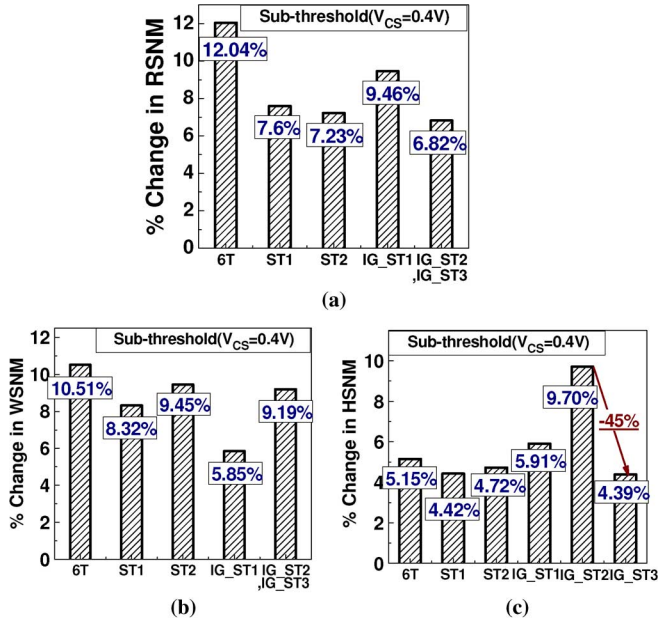 Sub-threshold(VCS=0.4V)
% Change in RSNM
12
10
8
6
4
2
0
12.04%
7.6%
7.23%
9.46%
6.82%
6T
ST1
ST2
IG_ST1
IG_ST2
,IG_ST3
(a)
Sub-threshold(VCS=0.4V)
% Change in WSNM
12
10
8
6
4
2
0
10.51%
8.32%
9.45%
5.85%
9.19%
6T
ST1
ST2
IG_ST1
IG_ST2
,IG_ST3
(b)
Sub-threshold(VCS=0.4V)
% Change in HSNM
10
8
6
4
2
0
5.15%
4.42%
4.72%
5.91%
9.70%
-45%
4.39%
6T
ST1
ST2
IG_ST1
IG_ST2
IG_ST3
(c)